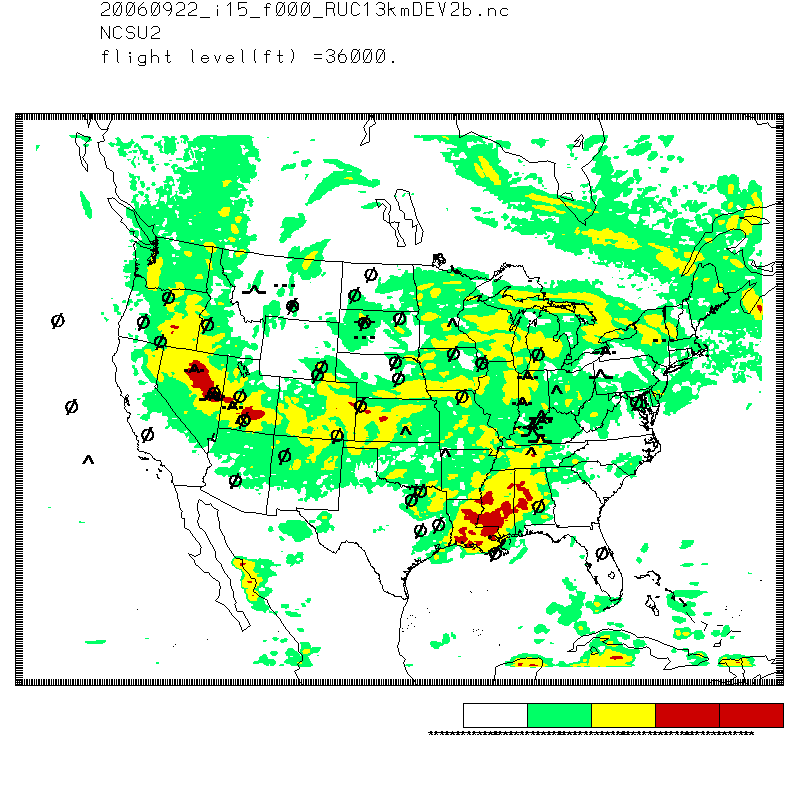 20060922_i15_f000_RUC13kmDEV2b.nc
NCSU2
flight level(ft) =36000.